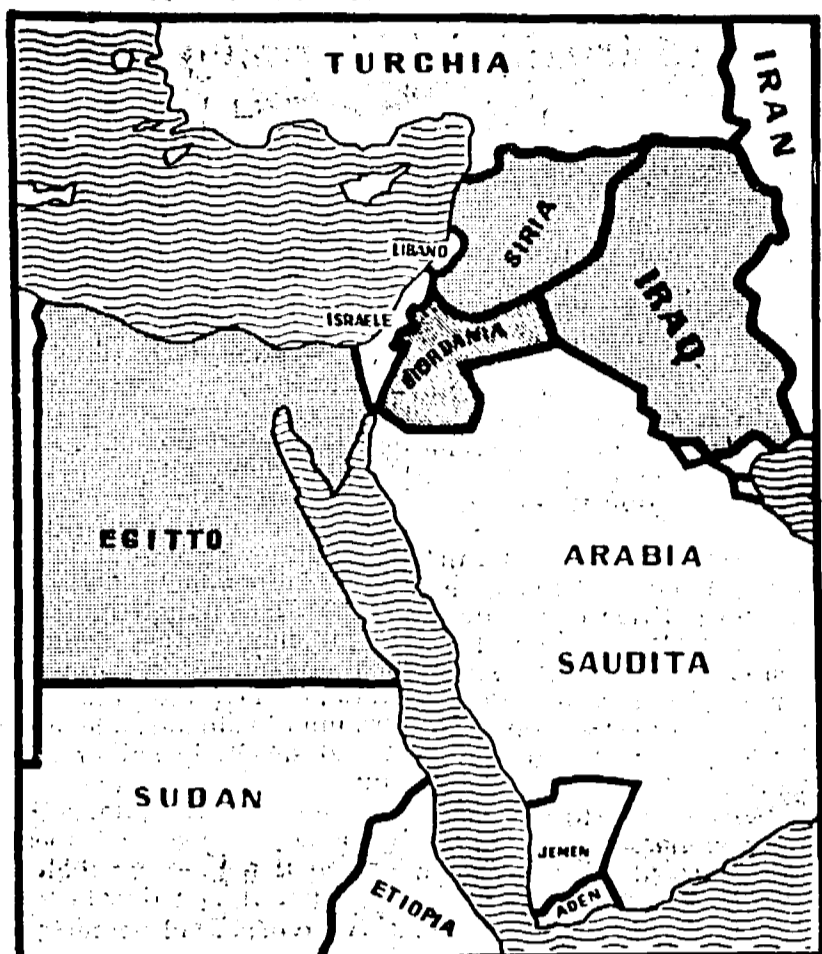 TURCHIA
IRAN
SIRIA
LIBANO
IRAQ
ISRAELE
GIORDANIA
EGITTO
ARABIA
SAUDITA
SUDAN
JEMEN
ADEN
ETIOPIA